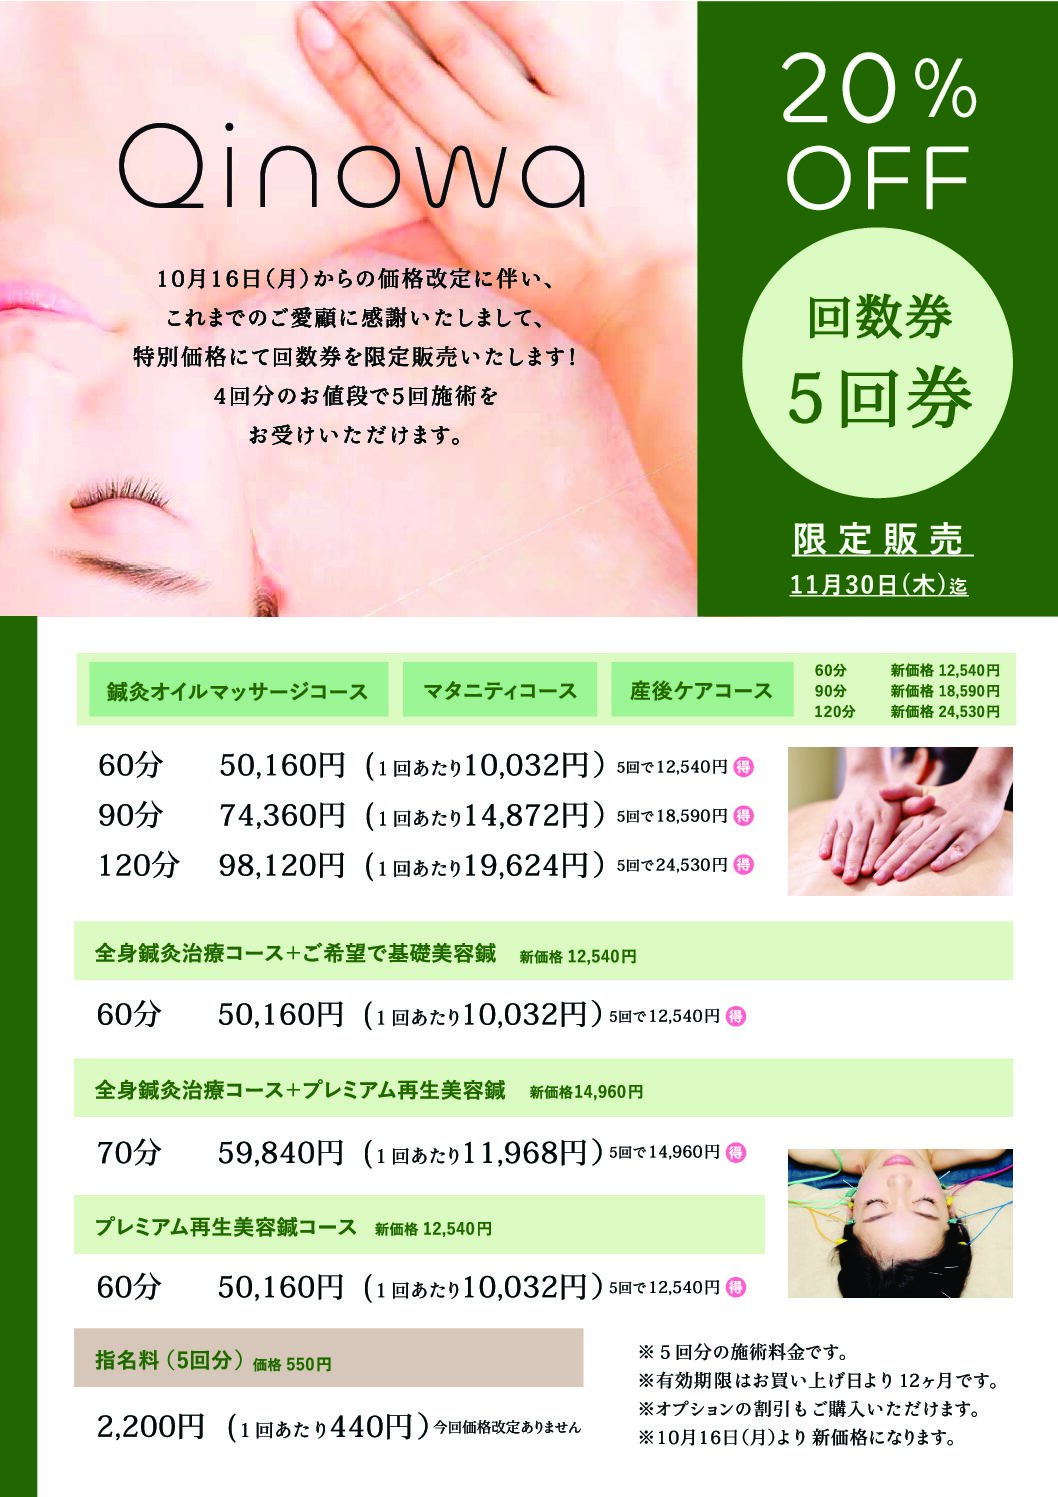 Qinowa
10月16日(月)からの価格改定に伴い、
これまでのご愛顧に感謝いたしまして、
特別価格にて回数券を限定販売いたします!
4回分のお値段で5回施術を
お受けいただけます。
20%
OFF
回数券
5回券
限定販売
11月30日(木)迄
鍼灸オイルマッサージコース マタニティコース 産後ケアコース
60分 新価格 12,540円
90分 新価格 18,590円
120分 新価格 24,530円
60分 50,160円 (1回あたり10,032円) 5回で12,540円 得
90分 74,360円 (1回あたり14,872円) 5回で18,590円 得
120分 98,120円 (1回あたり19,624円) 5回で24,530円 得
全身鍼灸治療コース+ご希望で基礎美容鍼 新価格 12,540円
60分 50,160円 (1回あたり10,032円) 5回で12,540円 得
全身鍼灸治療コース+プレミアム再生美容鍼 新価格14,960円
70分 59,840円 (1回あたり11,968円) 5回で14,960円 得
プレミアム再生美容鍼コース 新価格 12,540円
60分 50,160円 (1回あたり10,032円) 5回で12,540円 得
指名料(5回分) 価格 550円
2,200円 (1回あたり440円) 今回価格改定ありません
※5回分の施術料金です。
※有効期限はお買い上げ日より12ヶ月です。
※オプションの割引もご購入いただけます。
※10月16日(月)より新価格になります。